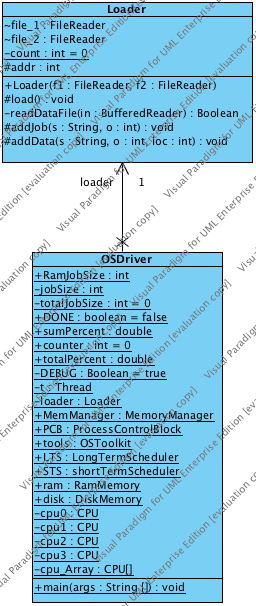 Loader
~file_1 : FileReader
~file_2 : FileReader
-count : int = 0
#addr : int
+Loader(f1 : FileReader, f2 : FileReader)
#load() : void
-readDataFile(in : BufferedReader) : Boolean
#addJob(s : String, o : int) : void
#addData(s : String, o : int, loc : int) : void
loader 1
OSDriver
+RamJobSize : int
-jobSize : int
-totalJobSize : int = 0
+DONE : boolean = false
+sumPercent : double
+counter : int = 0
+totalPercent : double
-DEBUG : Boolean = true
-t : Thread
-loader : Loader
+MemManager : MemoryManager
+PCB : ProcessControlBlock
+tools : OSToolkit
+LTS : LongTermScheduler
+STS : shortTermScheduler
+ram : RamMemory
+disk : DiskMemory
-cpu0 : CPU
-cpu1 : CPU
-cpu2 : CPU
-cpu3 : CPU
-cpu_Array : CPU[]
+main(args : String[]) : void
Visual Paradigm for UML Enterprise Edition [evaluation copy]